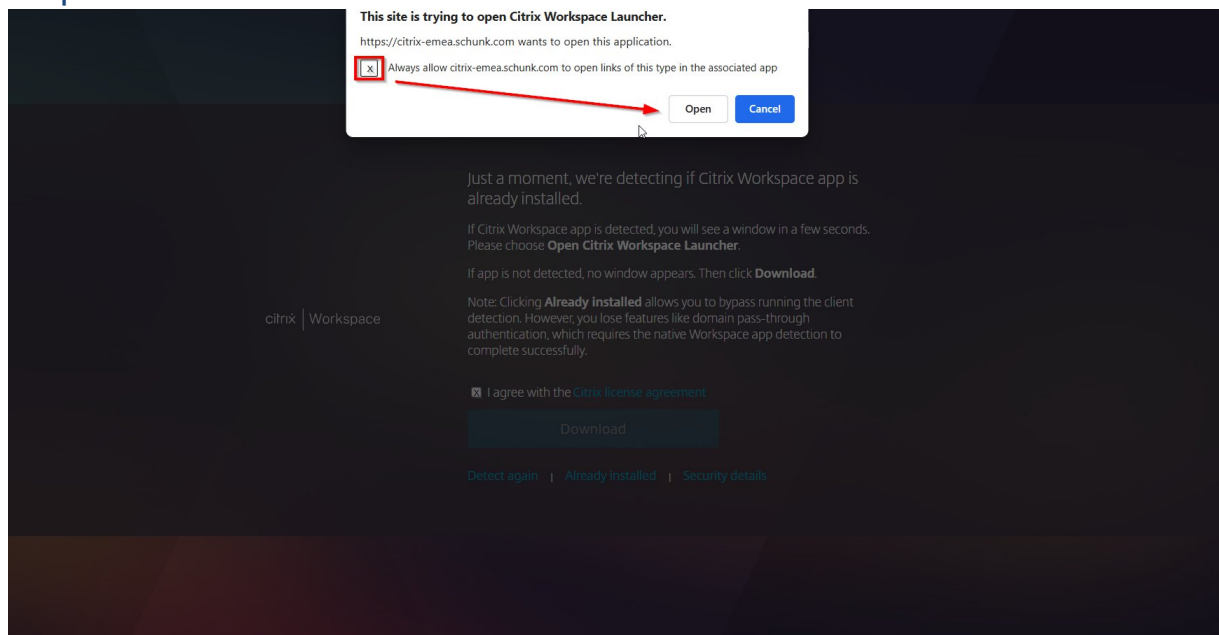 This site is trying to open Citrix Workspace Launcher.
https://citrix-emea.schunk.com wants to open this application.
x Always allow citrix-emea.schunk.com to open links of this type in the associated app
Open Cancel
Just a moment, we're detecting if Citrix Workspace app is
already installed.
If Citrix Workspace app is detected, you will see a window in a few seconds.
Please choose Open Citrix Workspace Launcher.
If app is not detected, no window appears. Then click Download.
Note: Clicking Already installed allows you to bypass running the client
detection. However, you lose features like domain pass-through
authentication, which requires the native Workspace app detection to
complete successfully.
citrix | Workspace
x I agree with the Citrix license agreement
Download
Detect again | Already installed | Security details